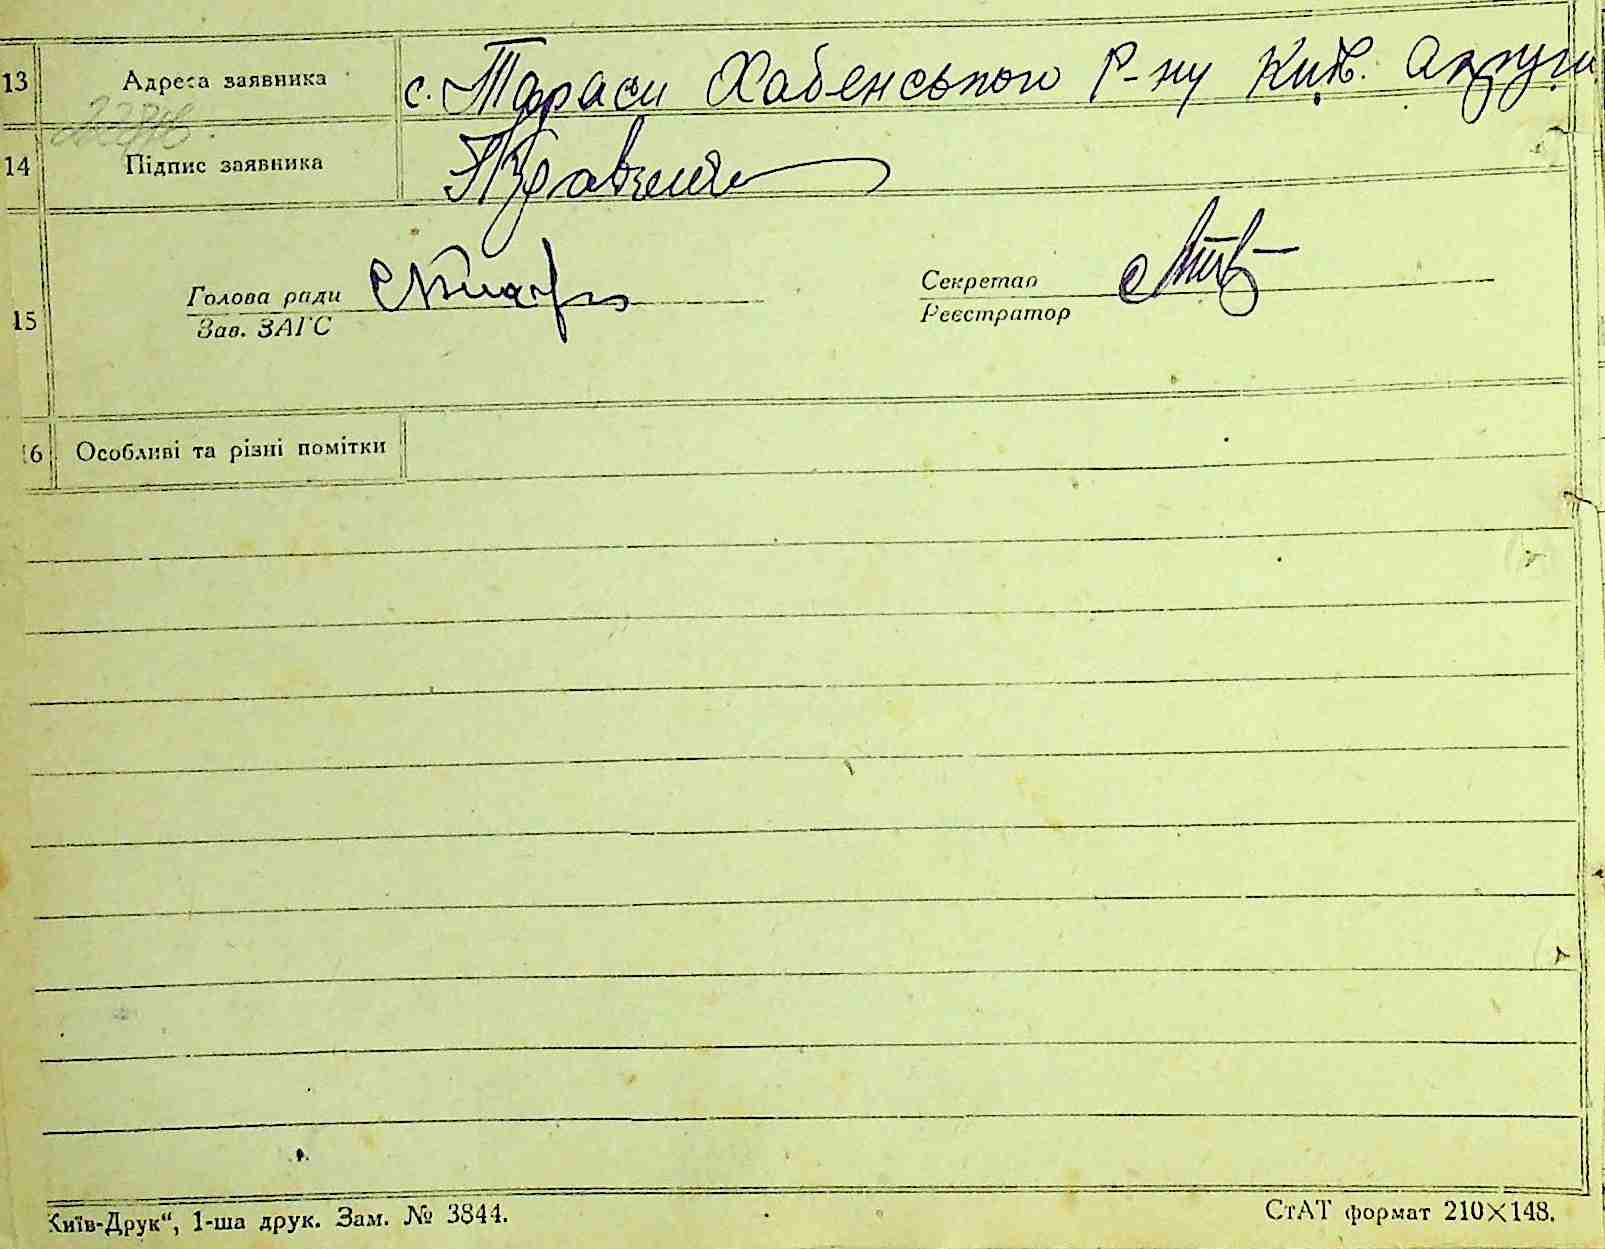 13 Адреса заявника с. Тараси Хабенського Р-ну Київ. Округи
14 Підпис заявника
Голова ради Секретар
15 Зав. ЗАГС Реєстратор
16 Особливі та різні помітки
Київ-Друк“, 1-ша друк. Зам. № 3844. СтАТ формат 210×148.